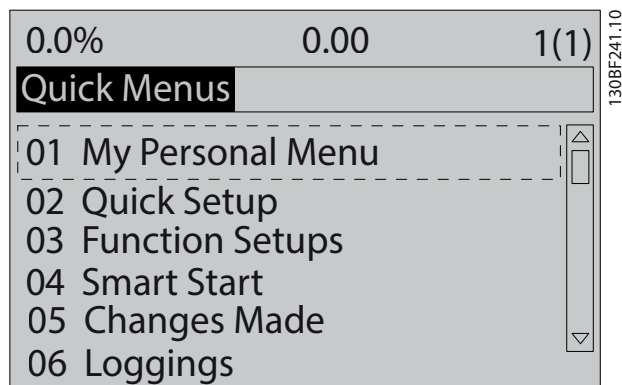 0.0% 0.00 1(1)
Quick Menus
01 My Personal Menu
02 Quick Setup
03 Function Setups
04 Smart Start
05 Changes Made
06 Loggings
130BF241.10